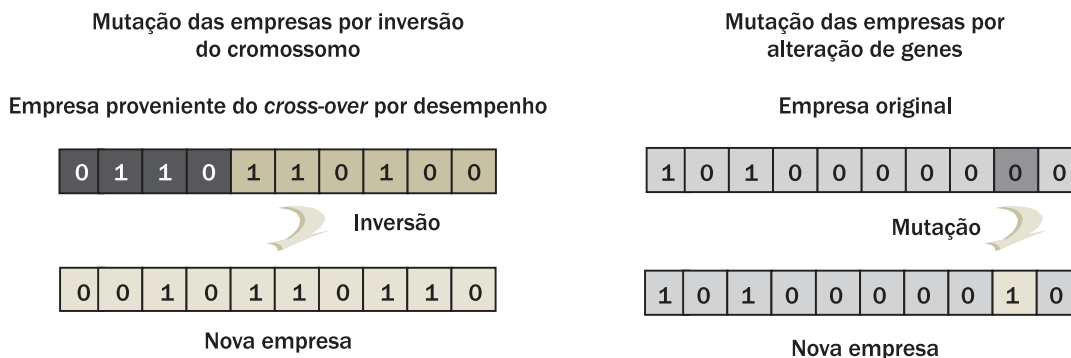 Mutação das empresas por inversão
do cromossomo
Empresa proveniente do cross-over por desempenho
0 1 1 0 1 1 0 1 0 0
Inversão
0 0 1 0 1 1 0 1 1 0
Nova empresa
Mutação das empresas por
alteração de genes
Empresa original
1 0 1 0 0 0 0 0 0 0
Mutação
1 0 1 0 0 0 0 0 1 0
Nova empresa